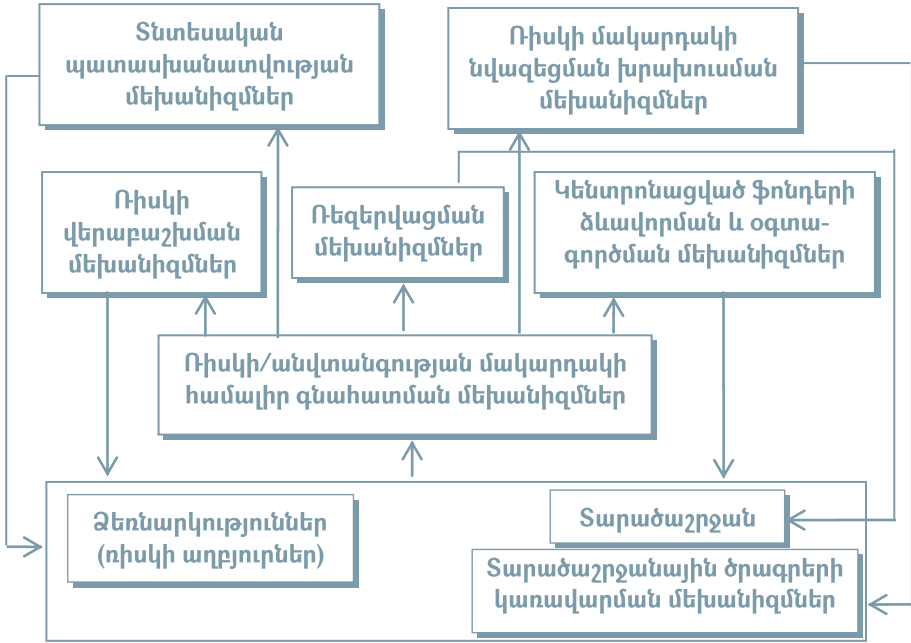 Տնտեսական
պատասխանատվության
մեխանիզմներ
Ռիսկի մակարդակի
նվազեցման խրախուսման
մեխանիզմներ
Ռիսկի
վերաբաշխման
մեխանիզմներ
Ռեզերվացման
մեխանիզմներ
Կենտրոնացված ֆոնդերի
ձևավորման և օգտա-
գործման մեխանիզմներ
Ռիսկի/անվտանգության մակարդակի
համալիր գնահատման մեխանիզմներ
Ձեռնարկություններ
(ռիսկի աղբյուրներ)
Տարածաշրջան
Տարածաշրջանային ծրագրերի
կառավարման մեխանիզմներ